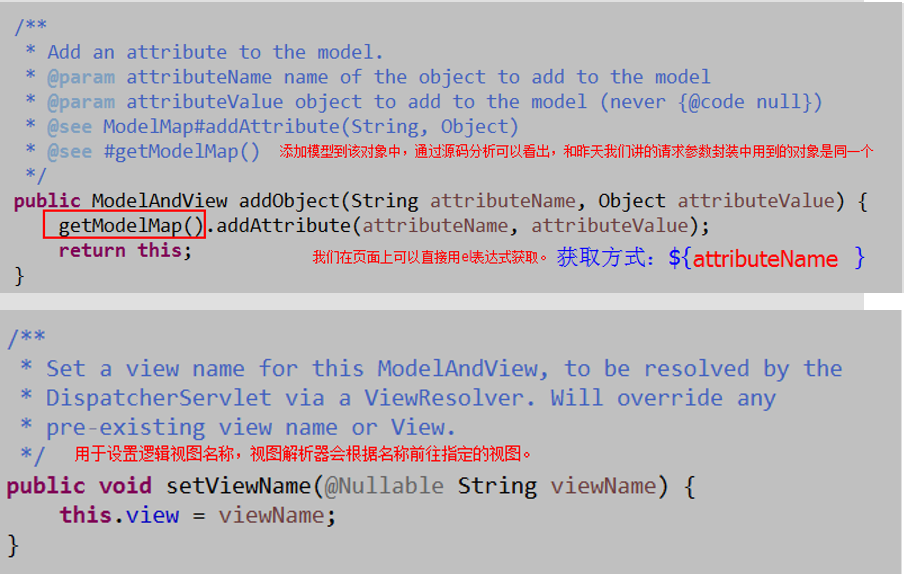 /**
* Add an attribute to the model.
* @param attributeName name of the object to add to the model
* @param attributeValue object to add to the model (never {@code null})
* @see ModelMap#addAttribute(String, Object)
* @see #getModelMap() 添加模型到该对象中，通过源码分析可以看出，和昨天我们讲的请求参数封装中用到的对象是同一个
*/
public ModelAndView addObject(String attributeName, Object attributeValue) {
getModelMap().addAttribute(attributeName, attributeValue);
return this; 我们在页面上可以直接用el表达式获取。 获取方式：${attributeName }
}
/**
* Set a view name for this ModelAndView, to be resolved by the
* DispatcherServlet via a ViewResolver. Will override any
* pre-existing view name or View.
*/ 用于设置逻辑视图名称，视图解析器会根据名称前往指定的视图。
public void setViewName(@Nullable String viewName) {
this.view = viewName;
}